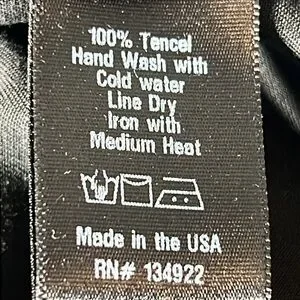 100% Tencel
Hand Wash with
Cold water
Line Dry
Iron with
Medium Heat
Made in the USA
RN# 134922